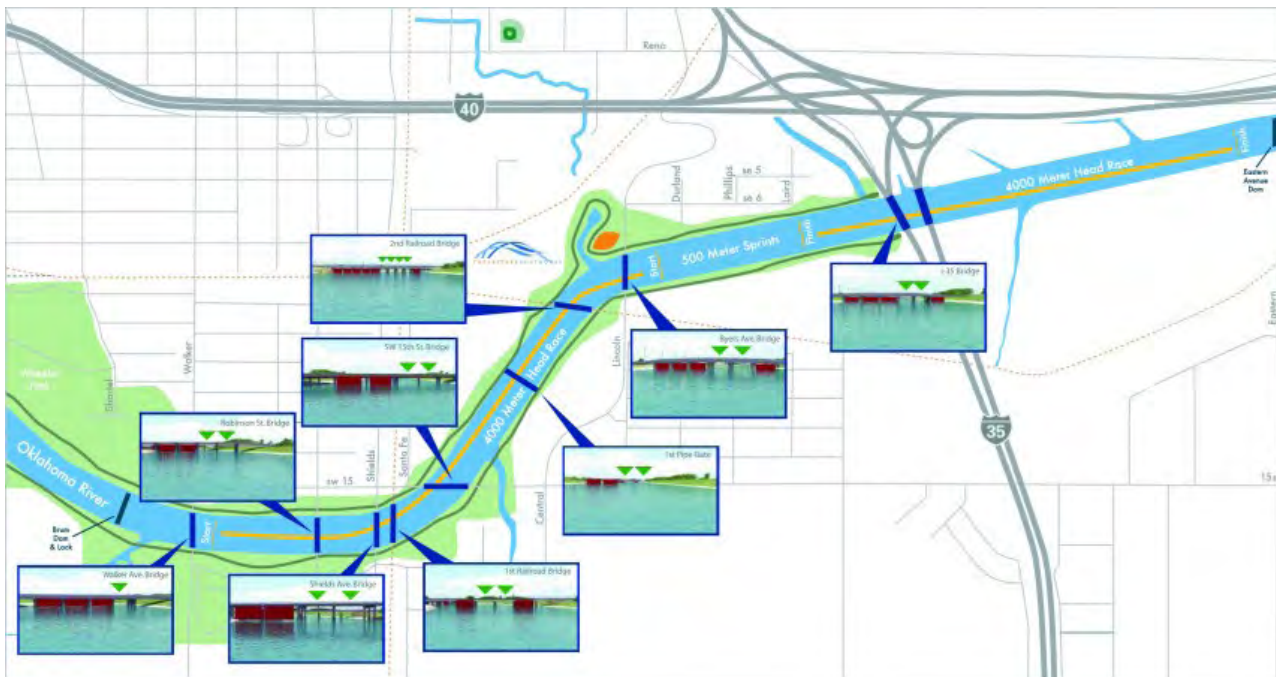 Reno
40
SE 5
SE 6
Durland
Phillips
Laird
4000 Meter Head Race
Finish
Eastern
Avenue
Dam
500 Meter Sprints
Finish
Start
2nd Railroad Bridge
I-35 Bridge
Eastern
SW 15th St. Bridge
Byers Ave. Bridge
Lincoln
4000 Meter Head Race
Walker
Robinson St. Bridge
Shields
Santa Fe
SW 15
1st Pipe Gate
35
Central
Oklahoma River
Brum
Dam
& Lock
Start
Walker Ave. Bridge
Shields Ave. Bridge
1st Railroad Bridge